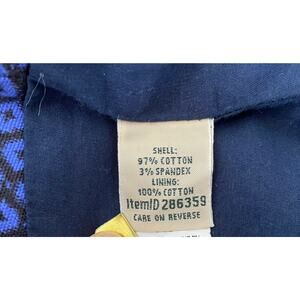 SHELL:
97% COTTON
3% SPANDEX
LINING:
100% COTTON
ItemID 286359
CARE ON REVERSE